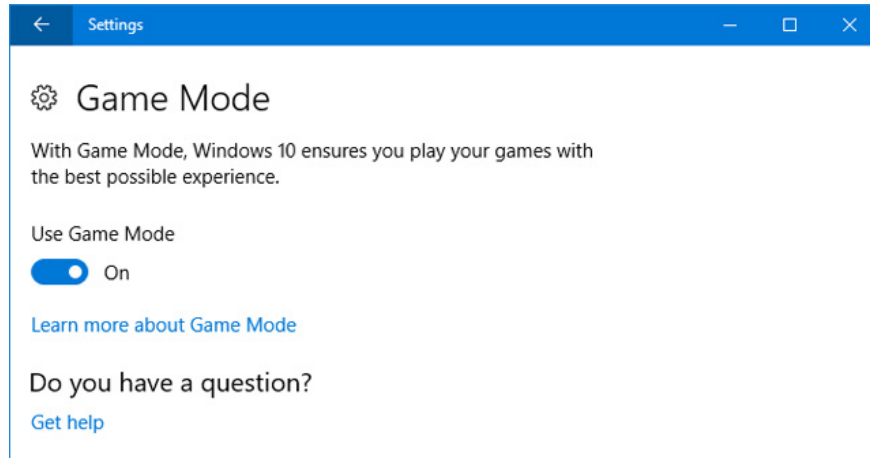 Settings
Game Mode
With Game Mode, Windows 10 ensures you play your games with
the best possible experience.
Use Game Mode
On
Learn more about Game Mode
Do you have a question?
Get help